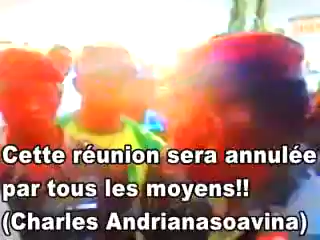 Cette réunion sera annulée
par tous les moyens!!
(Charles Andrianasoavina)